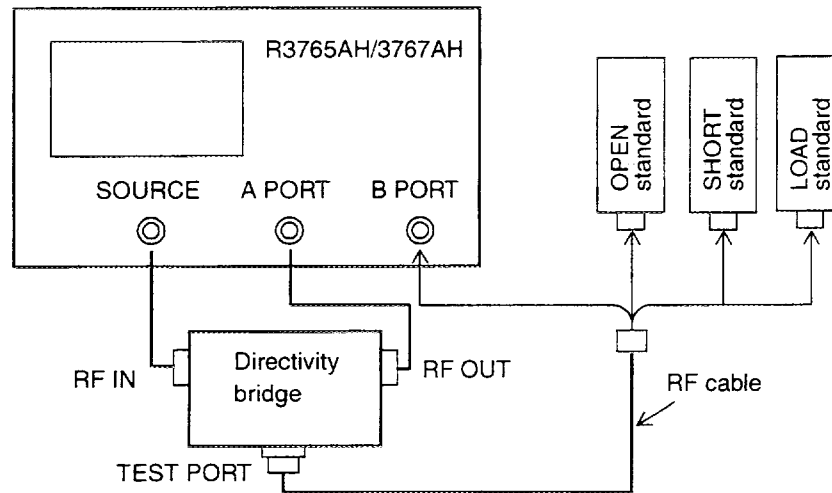 R3765AH/3767AH
SOURCE
A PORT
B PORT
OPEN
standard
SHORT
standard
LOAD
standard
RF IN
Directivity
bridge
RF OUT
TEST PORT
RF cable